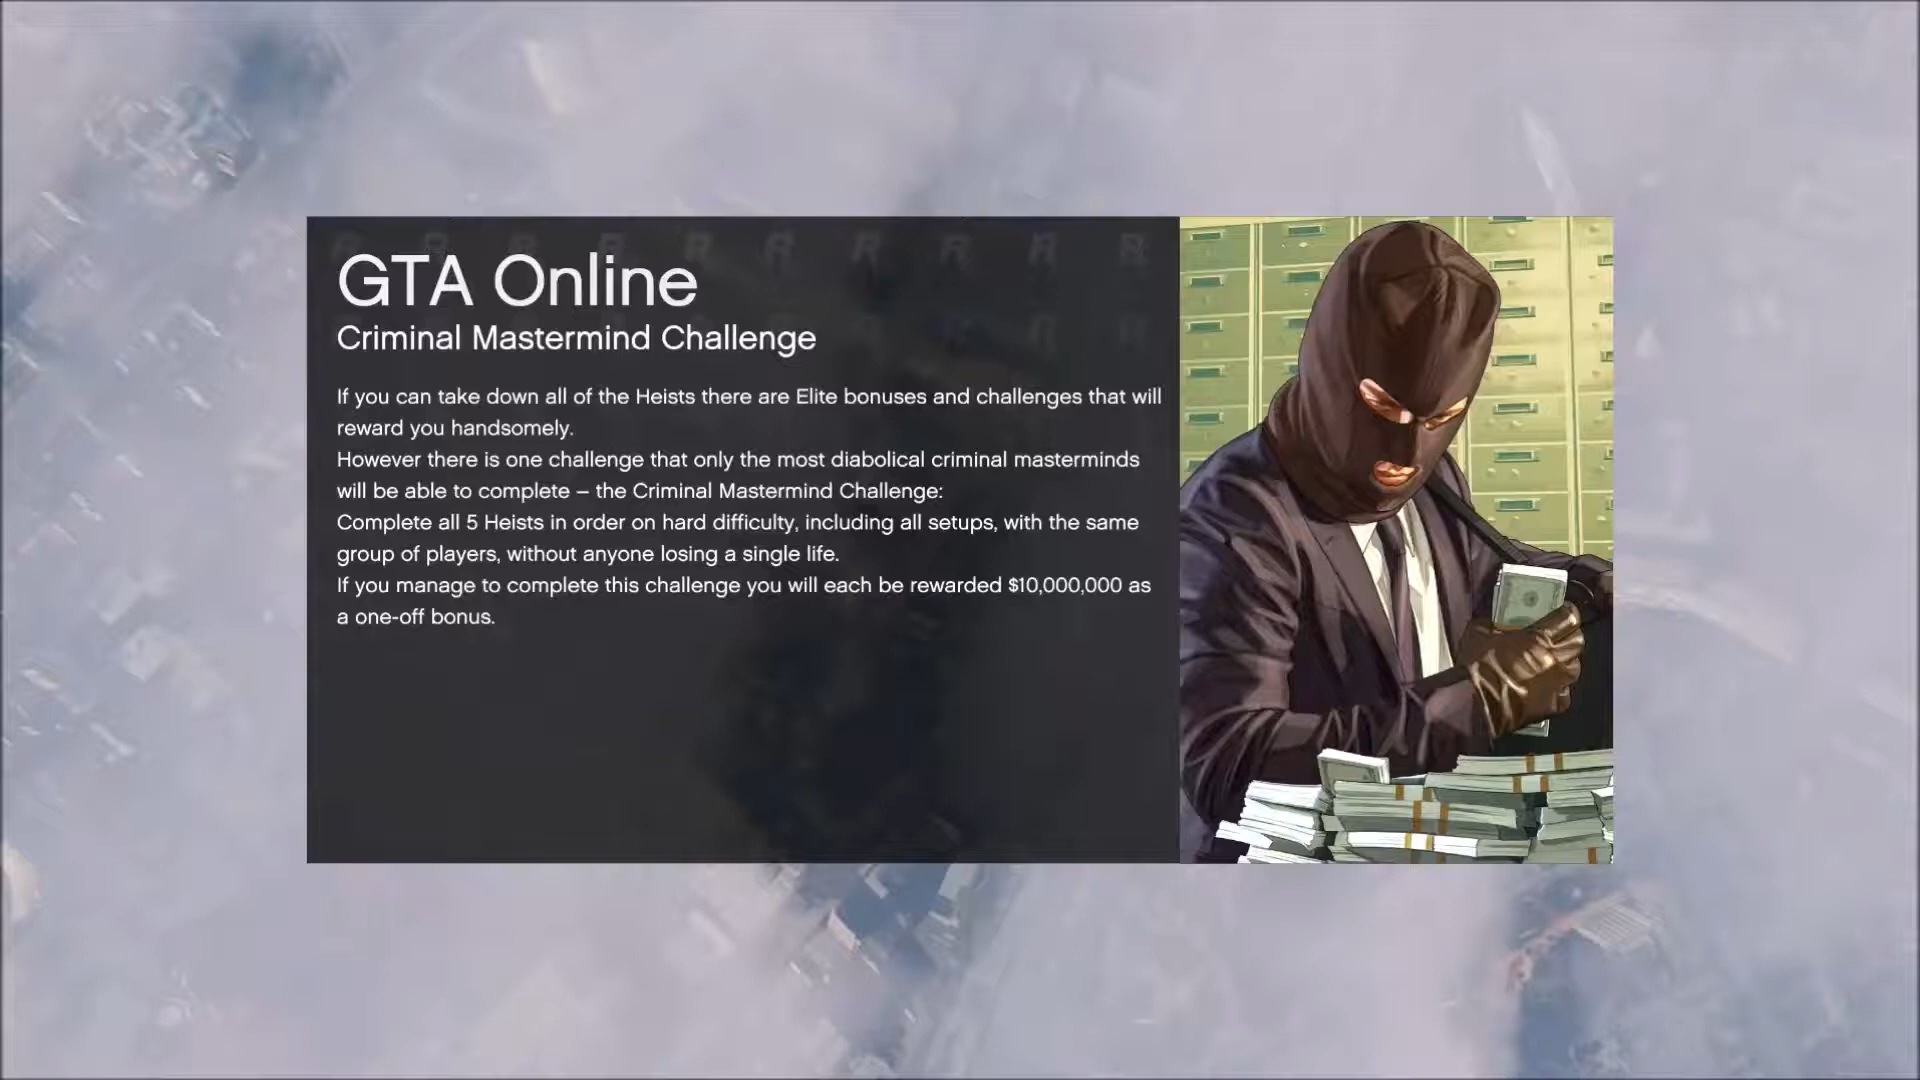 GTA Online
Criminal Mastermind Challenge
If you can take down all of the Heists there are Elite bonuses and challenges that will
reward you handsomely.
However there is one challenge that only the most diabolical criminal masterminds
will be able to complete – the Criminal Mastermind Challenge:
Complete all 5 Heists in order on hard difficulty, including all setups, with the same
group of players, without anyone losing a single life.
If you manage to complete this challenge you will each be rewarded $10,000,000 as
a one-off bonus.